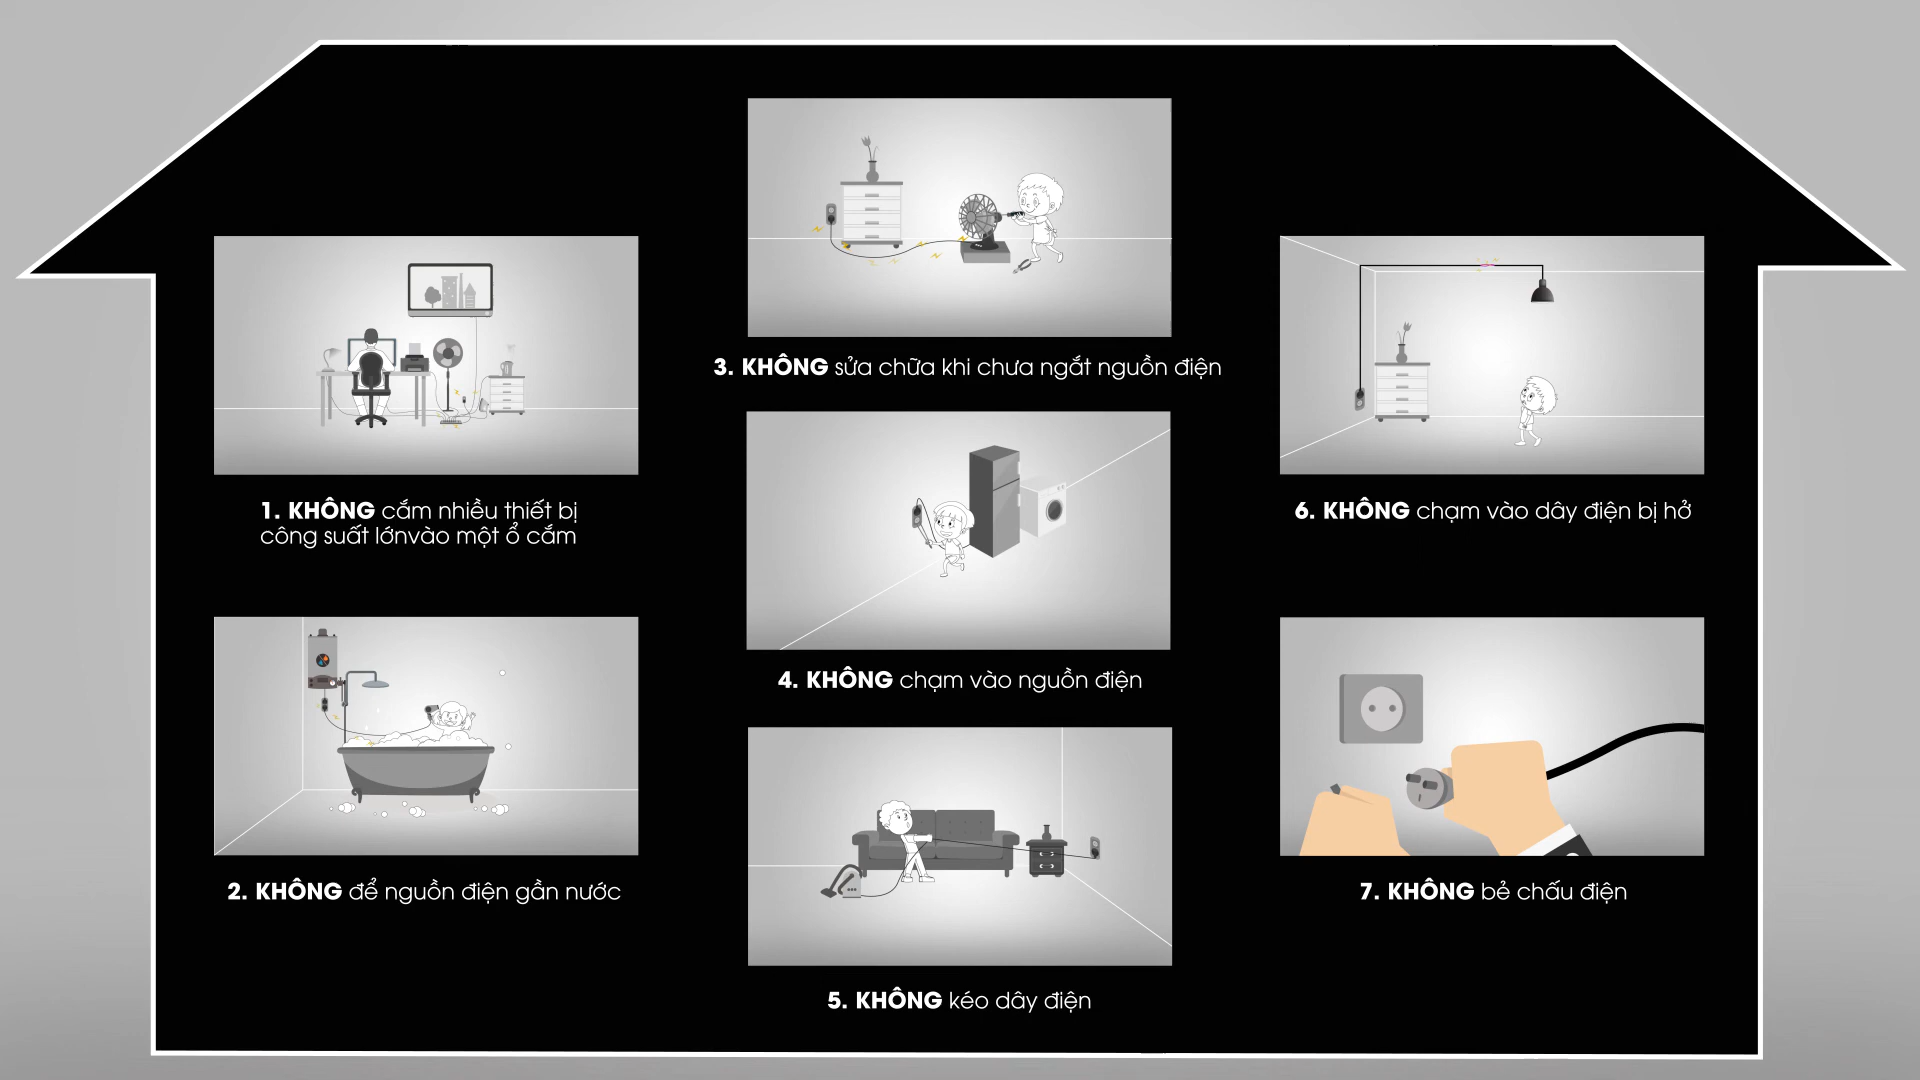 1. KHÔNG cắm nhiều thiết bị
công suất lớnvào một ổ cắm
2. KHÔNG để nguồn điện gần nước
3. KHÔNG sửa chữa khi chưa ngắt nguồn điện
4. KHÔNG chạm vào nguồn điện
5. KHÔNG kéo dây điện
6. KHÔNG chạm vào dây điện bị hở
7. KHÔNG bẻ chấu điện